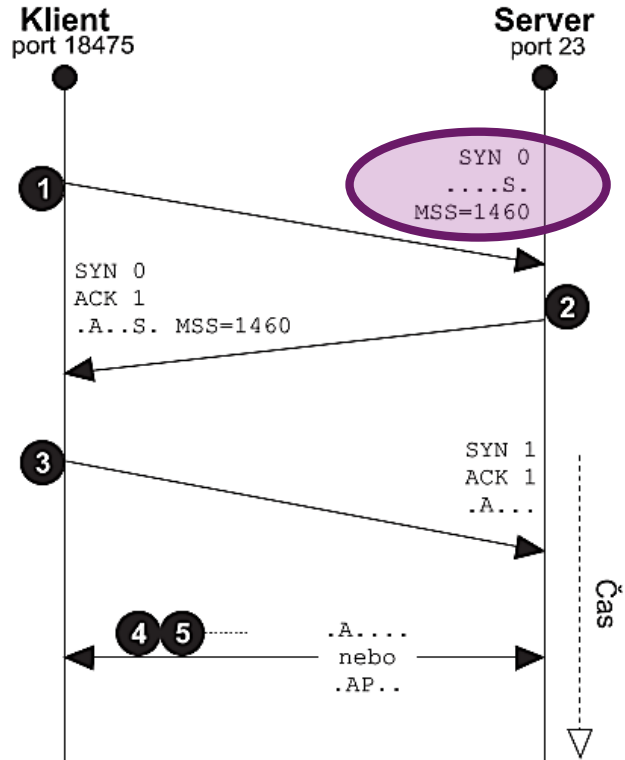 Klient
port 18475
Server
port 23
SYN 0
....S.
MSS=1460
1
SYN 0
ACK 1
.A..S. MSS=1460
2
3
SYN 1
ACK 1
.A...
Čas
4 5
.A....
nebo
.AP..